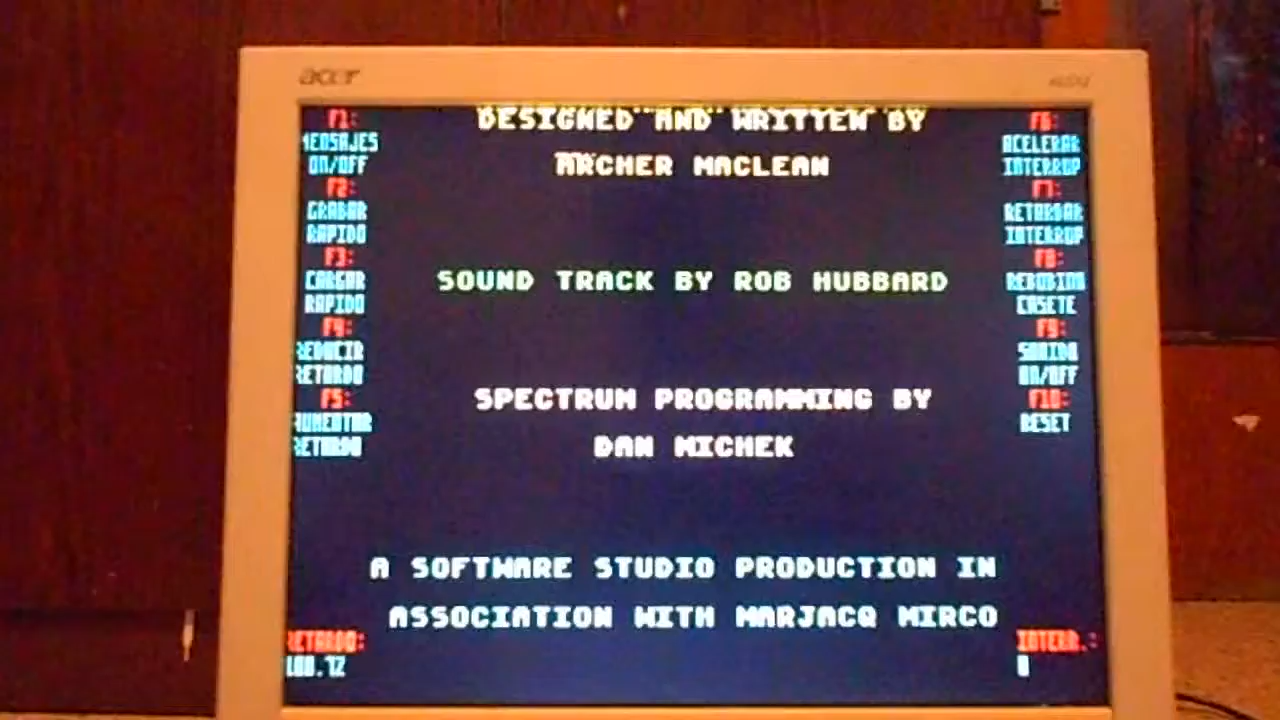 acer
F1:
MENSAJES
ON/OFF
F2:
GRABAR
RAPIDO
F3:
CARGAR
RAPIDO
F4:
REDUCIR
RETARDO
F5:
AUMENTAR
RETARDO
RETARDO:
DESIGNED AND WRITTEN BY
ARCHER MACLEAN
SOUND TRACK BY ROB HUBBARD
SPECTRUM PROGRAMMING BY
DAN MICHEK
A SOFTWARE STUDIO PRODUCTION IN
ASSOCIATION WITH MARJACQ MIRCO
F6:
ACELERAR
INTERRUP
F7:
RETARDAR
INTERRUP
F8:
REBOBINA
CASETE
F9:
SONIDO
ON/OFF
F10:
RESET
INTERR.: